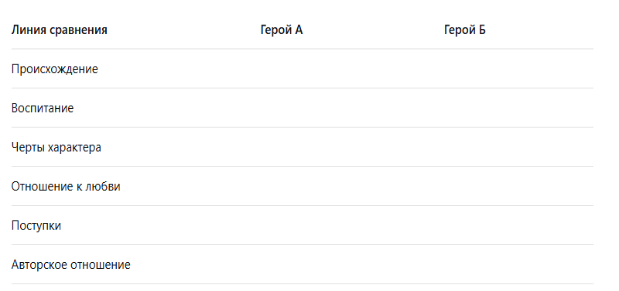 Линия сравнения Герой А Герой Б
Происхождение
Воспитание
Черты характера
Отношение к любви
Поступки
Авторское отношение